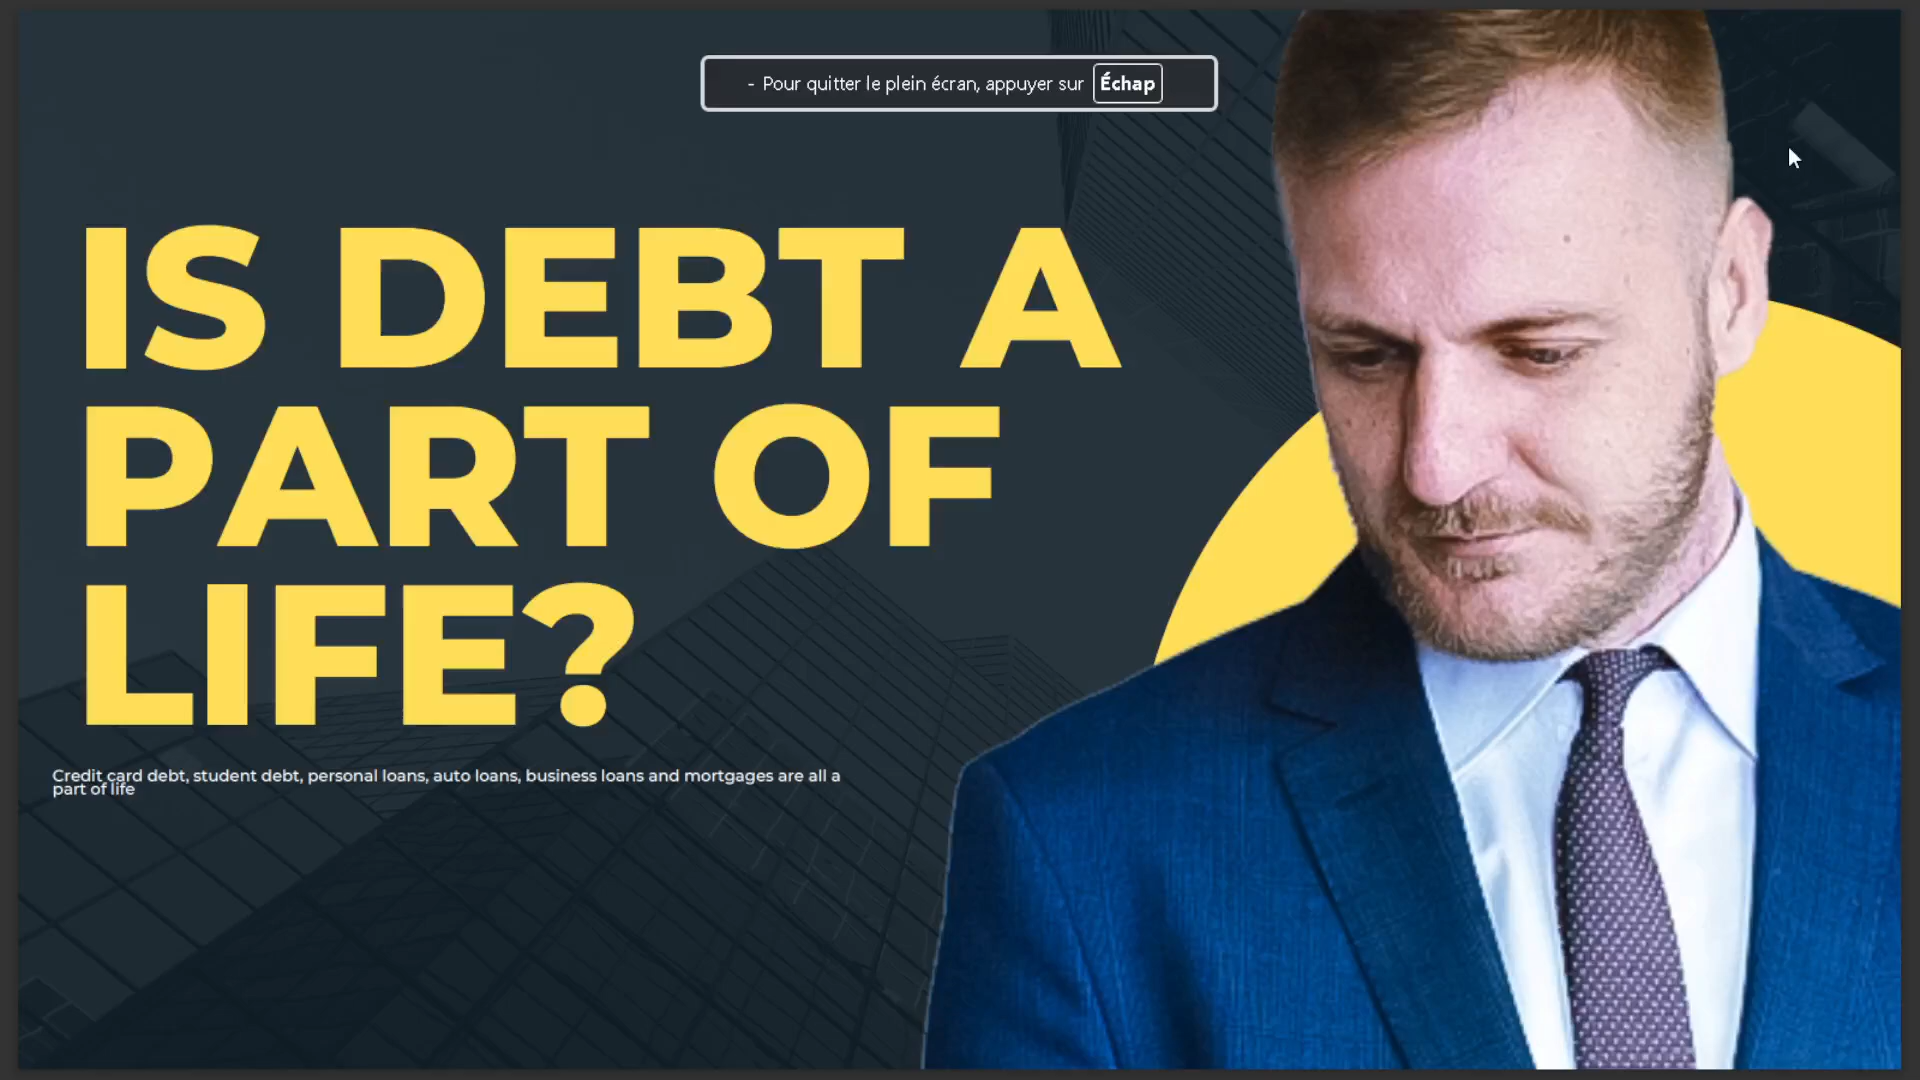 - Pour quitter le plein écran, appuyer sur Échap
IS DEBT A
PART OF
LIFE?
Credit card debt, student debt, personal loans, auto loans, business loans and mortgages are all a
part of life